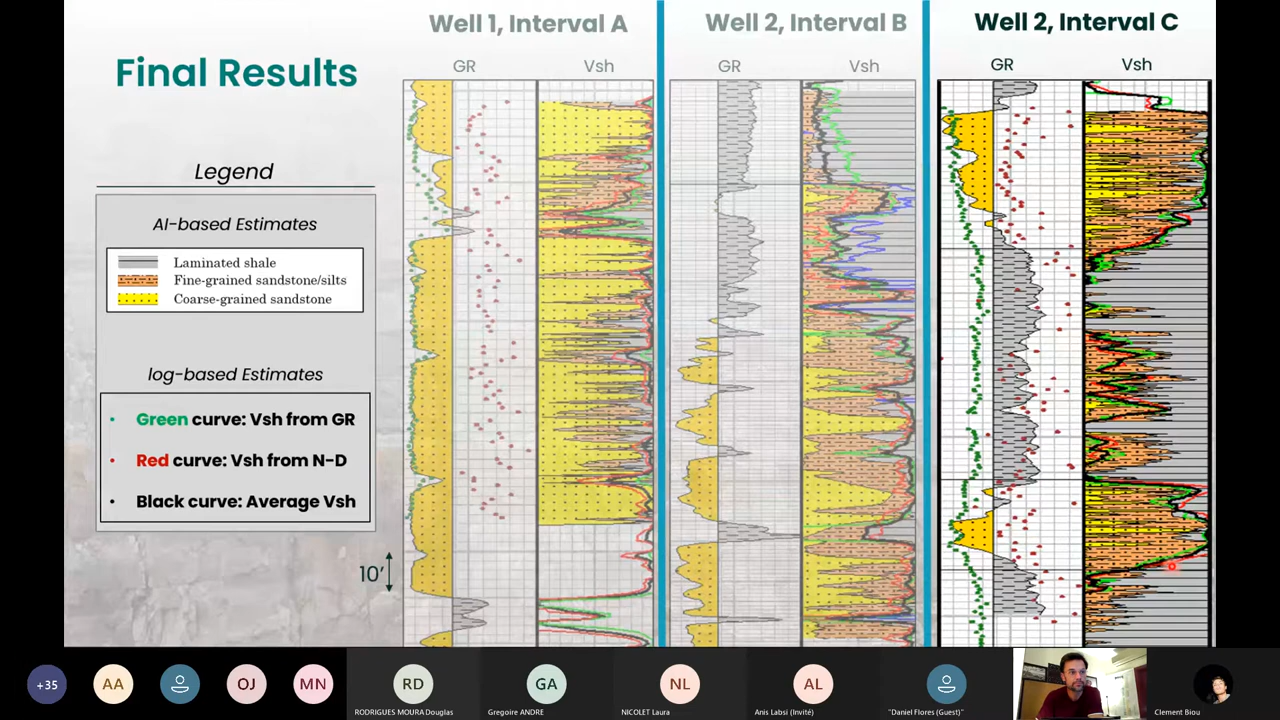 Final Results
Legend
AI-based Estimates
Laminated shale
Fine-grained sandstone/silts
Coarse-grained sandstone
log-based Estimates
• Green curve: Vsh from GR
• Red curve: Vsh from N-D
• Black curve: Average Vsh
10’
Well 1, Interval A
GR Vsh
Well 2, Interval B
GR Vsh
Well 2, Interval C
GR Vsh
+35
AA
OJ
MN
RD
RODRIGUES MOURA Douglas
GA
Gregoire ANDRE
NL
NICOLET Laura
AL
Anis Labsi (Invité)
"Daniel Flores (Guest)"
Clement Biou